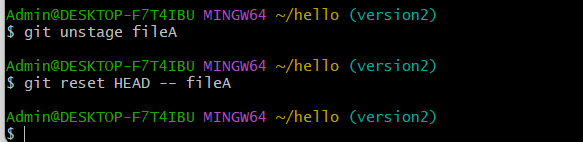 Admin@DESKTOP-F7T4IBU MINGW64 ~/hello (version2)
$ git unstage fileA
Admin@DESKTOP-F7T4IBU MINGW64 ~/hello (version2)
$ git reset HEAD -- fileA
Admin@DESKTOP-F7T4IBU MINGW64 ~/hello (version2)
$